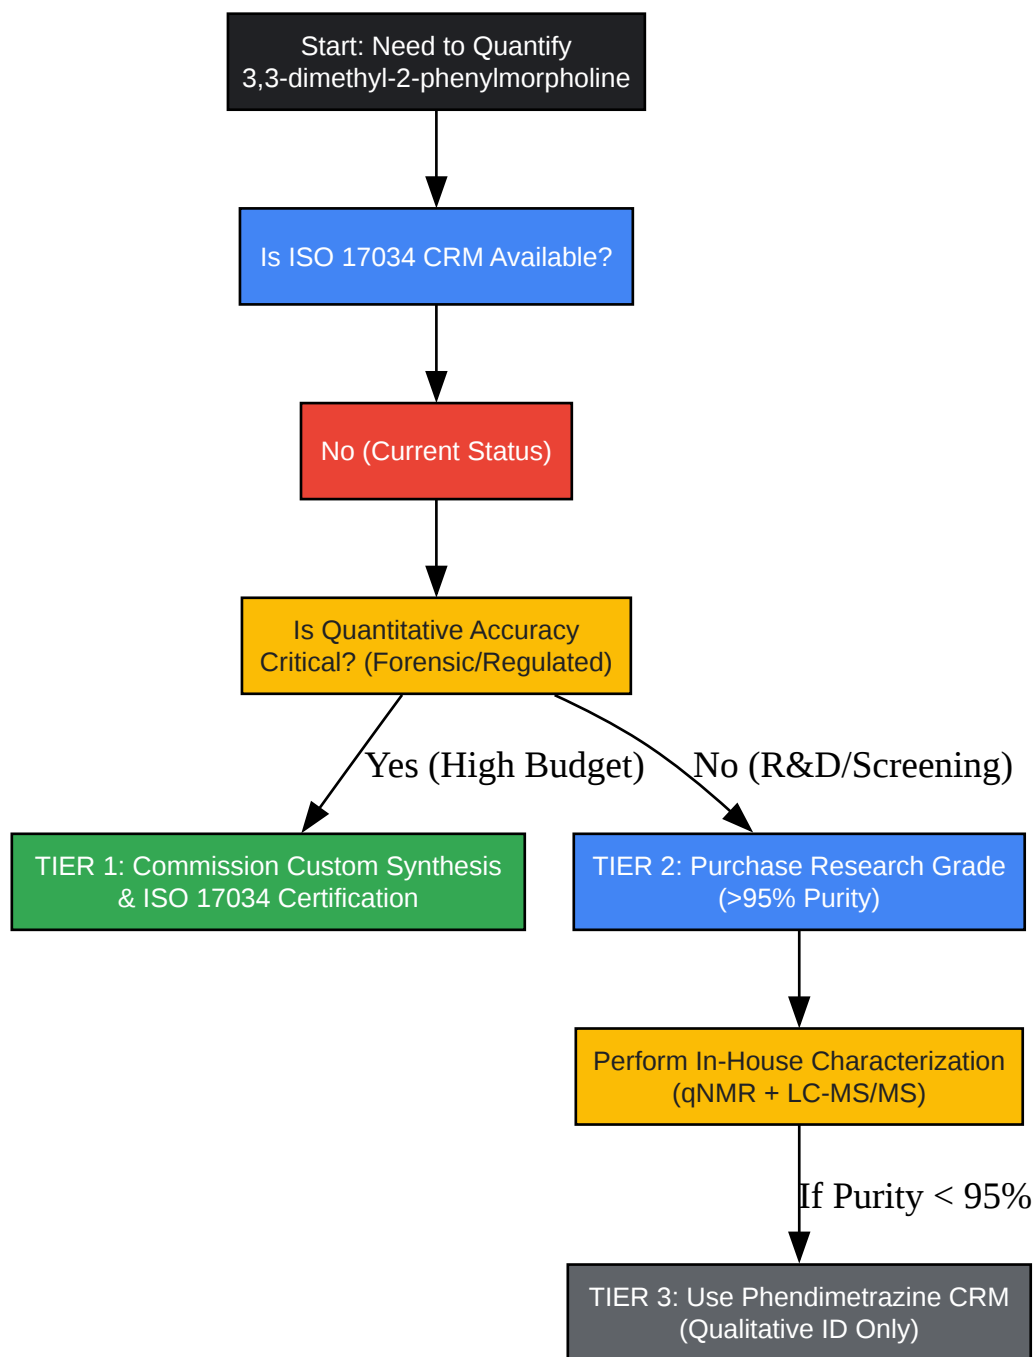 Start: Need to Quantify
3,3-dimethyl-2-phenylmorpholine
Is ISO 17034 CRM Available?
No (Current Status)
Is Quantitative Accuracy
Critical? (Forensic/Regulated)
Yes (High Budget)
No (R&D/Screening)
TIER 1: Commission Custom Synthesis
& ISO 17034 Certification
TIER 2: Purchase Research Grade
(>95% Purity)
Perform In-House Characterization
(qNMR + LC-MS/MS)
If Purity < 95%
TIER 3: Use Phendimetrazine CRM
(Qualitative ID Only)